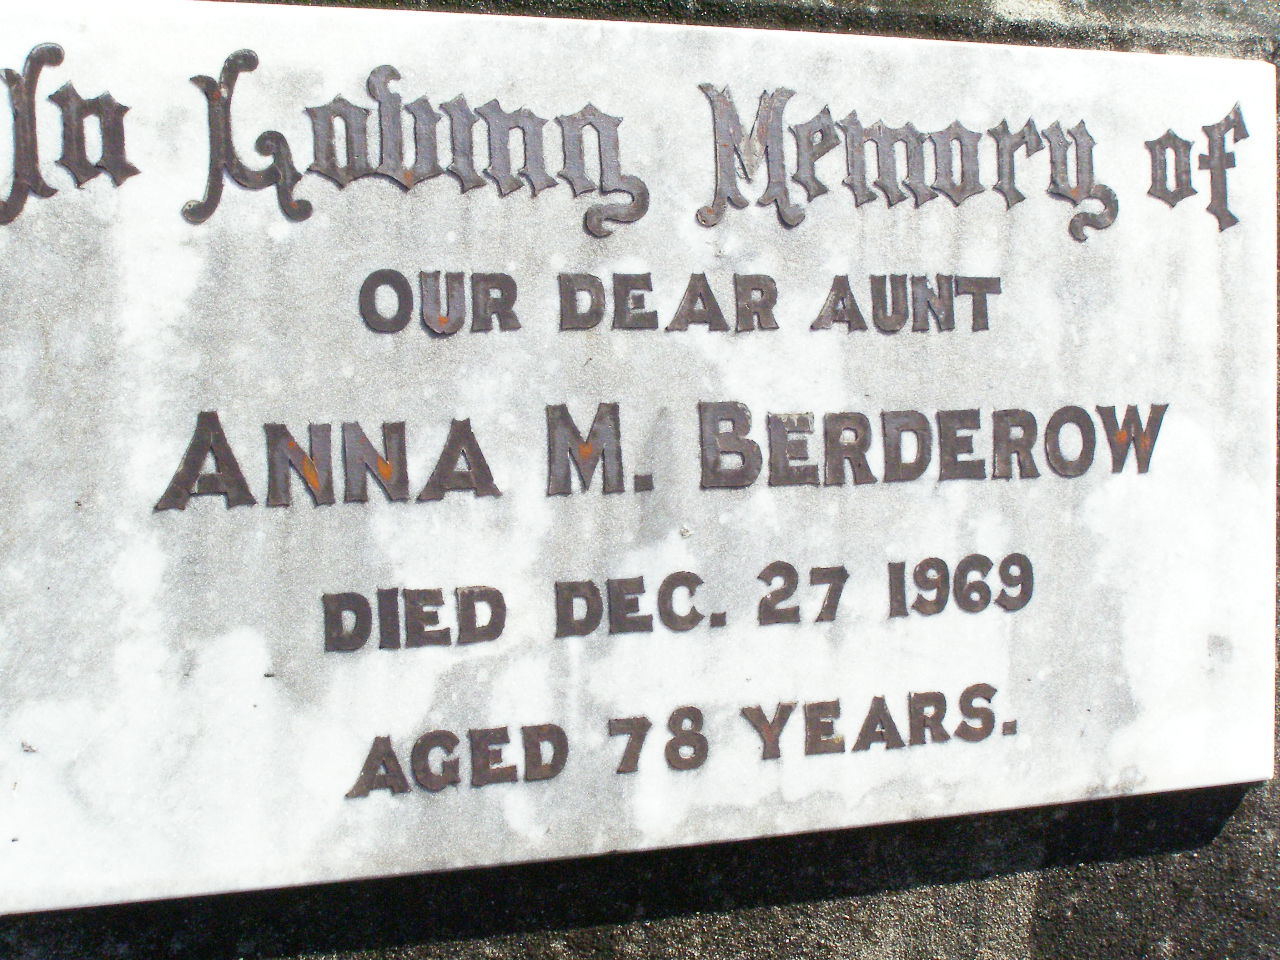 In Loving Memory of
OUR DEAR AUNT
ANNA M. BERDEROW
DIED DEC. 27 1969
AGED 78 YEARS.